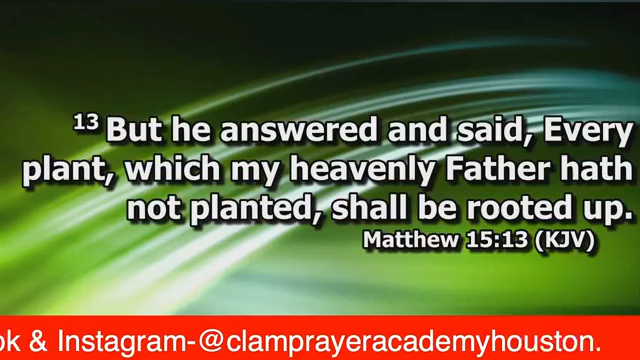 13 But he answered and said, Every
plant, which my heavenly Father hath
not planted, shall be rooted up.
Matthew 15:13 (KJV)
ok & Instagram-@clamprayeracademyhouston.